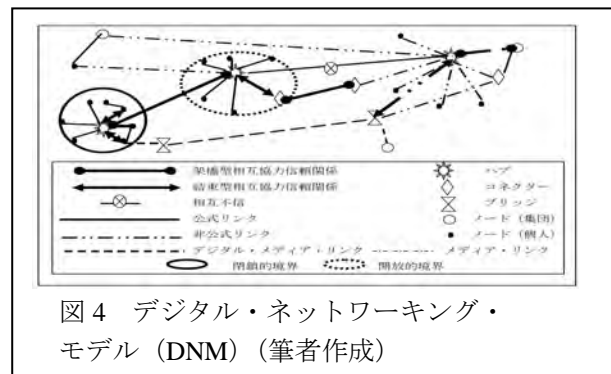 架橋型相互協力信頼関係 ハブ
結束型相互協力信頼関係 コネクター
相互不信 ブリッジ
公式リンク ノード(集団)
非公式リンク ノード(個人)
デジタル・メディア・リンク メディア・リンク
閉鎖的境界 開放的境界
図4 デジタル・ネットワーキング・
モデル(DNM)(筆者作成)